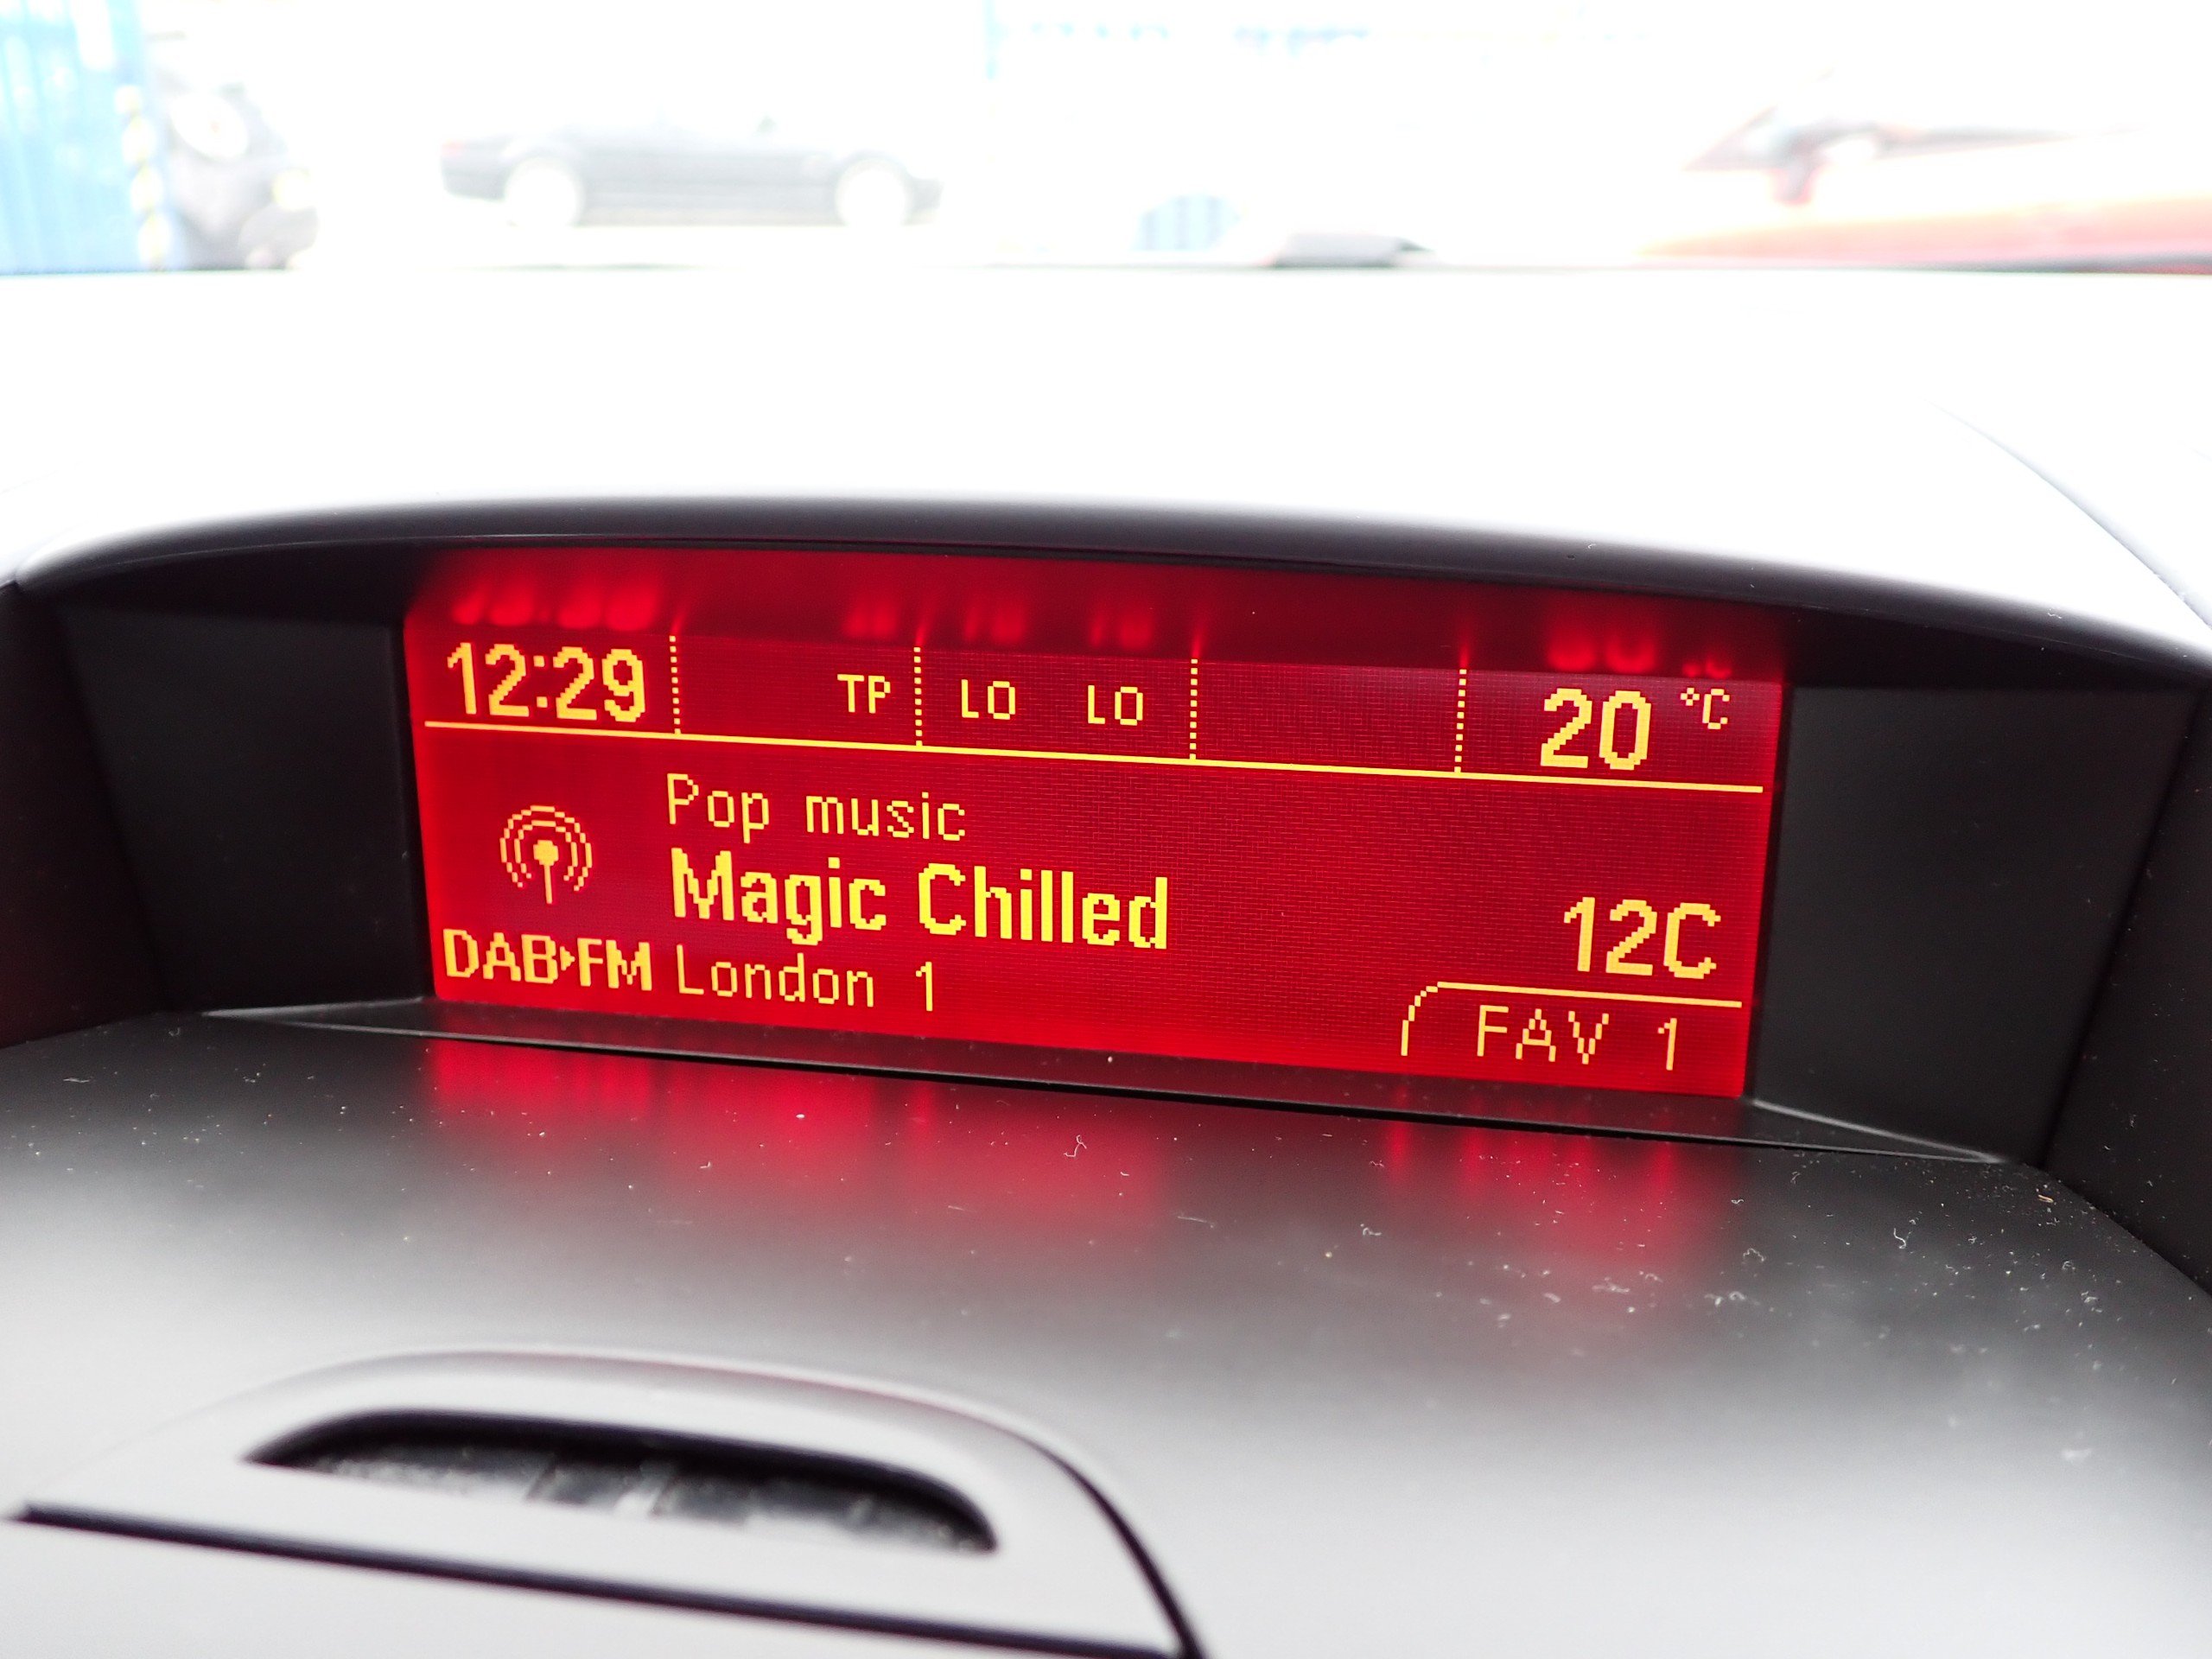 12:29 TP LO LO 20 °C
Pop music
Magic Chilled 12C
DAB▸FM London 1
FAV 1